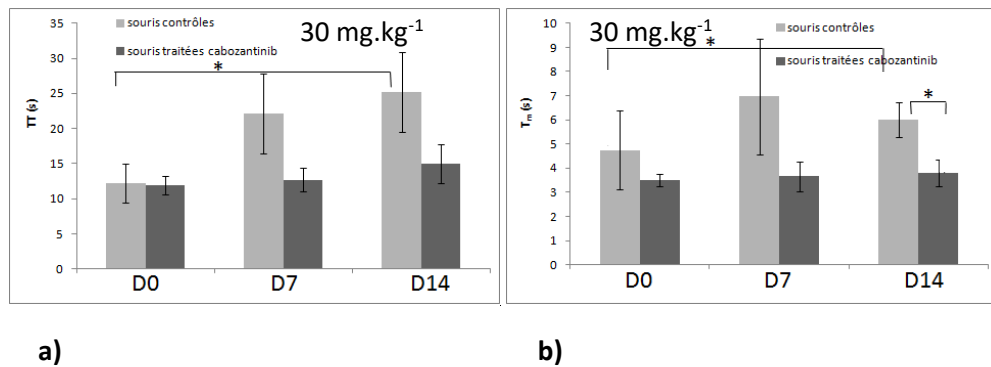 35
30
25
20
15
10
5
0
TT (s)
souris contrôles
souris traitées cabozantinib
30 mg.kg-1
*
D0 D7 D14
a)
10
9
8
7
6
5
4
3
2
1
0
Tm (s)
30 mg.kg-1
souris contrôles
souris traitées cabozantinib
*
*
D0 D7 D14
b)